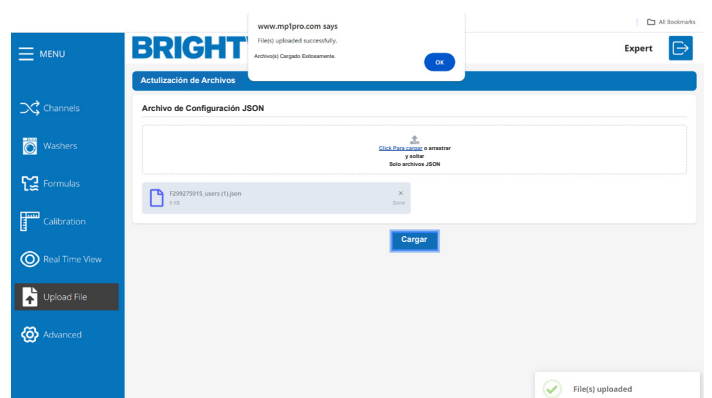 www.mp1pro.com says
All Bookmarks
File(s) uploaded successfully.
Archivo(s) Cargado Exitosamente.
OK
MENU
BRIGHT
Expert
Actulización de Archivos
Channels
Archivo de Configuración JSON
Washers
Click Para cargar o arrastrar
y soltar
Solo archivos JSON
Formulas
F299275915_users (1).json
5 KB
Done
Calibration
Cargar
Real Time View
Upload File
Advanced
File(s) uploaded